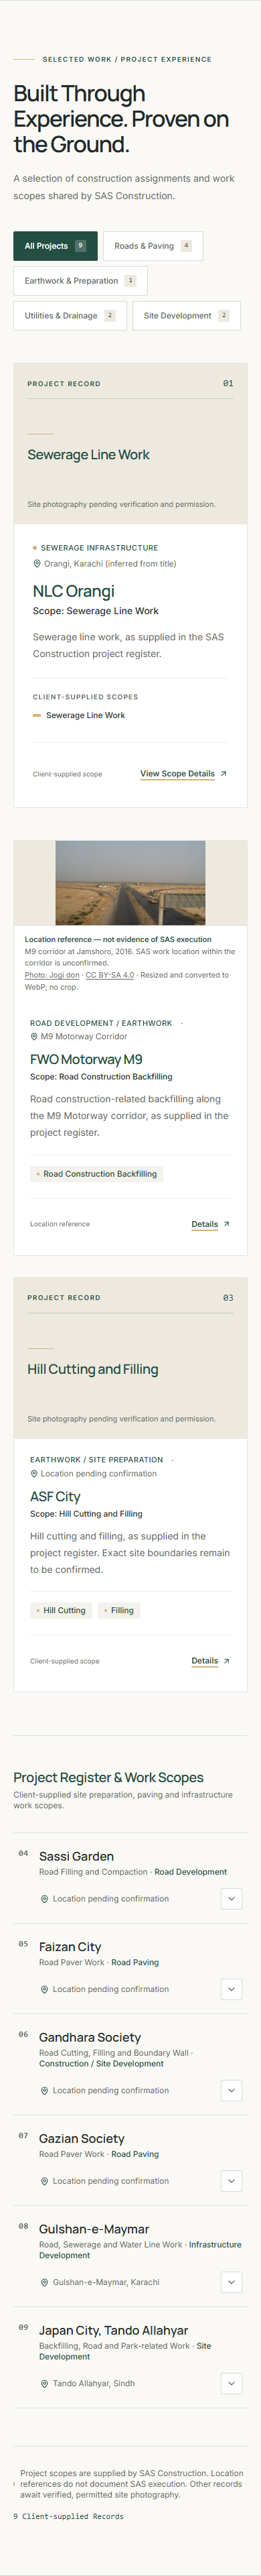 SELECTED WORK / PROJECT EXPERIENCE
Built Through
Experience. Proven on
the Ground.
A selection of construction assignments and work
scopes shared by SAS Construction.
All Projects 9
Roads & Paving 4
Earthwork & Preparation 1
Utilities & Drainage 2
Site Development 2
PROJECT RECORD 01
Sewerage Line Work
Site photography pending verification and permission.
SEWERAGE INFRASTRUCTURE
Orangi, Karachi (inferred from title)
NLC Orangi
Scope: Sewerage Line Work
Sewerage line work, as supplied in the SAS
Construction project register.
CLIENT-SUPPLIED SCOPES
Sewerage Line Work
Client-supplied scope
View Scope Details
Location reference — not evidence of SAS execution
M9 corridor at Jamshoro, 2016. SAS work location within the
corridor is unconfirmed.
Photo: Jogi don · CC BY-SA 4.0 · Resized and converted to
WebP; no crop.
ROAD DEVELOPMENT / EARTHWORK ·
M9 Motorway Corridor
FWO Motorway M9
Scope: Road Construction Backfilling
Road construction-related backfilling along
the M9 Motorway corridor, as supplied in the
project register.
Road Construction Backfilling
Location reference
Details
PROJECT RECORD 03
Hill Cutting and Filling
Site photography pending verification and permission.
EARTHWORK / SITE PREPARATION ·
Location pending confirmation
ASF City
Scope: Hill Cutting and Filling
Hill cutting and filling, as supplied in the
project register. Exact site boundaries remain
to be confirmed.
Hill Cutting
Filling
Client-supplied scope
Details
Project Register & Work Scopes
Client-supplied site preparation, paving and infrastructure
work scopes.
04 Sassi Garden
Road Filling and Compaction · Road Development
Location pending confirmation
05 Faizan City
Road Paver Work · Road Paving
Location pending confirmation
06 Gandhara Society
Road Cutting, Filling and Boundary Wall ·
Construction / Site Development
Location pending confirmation
07 Gazian Society
Road Paver Work · Road Paving
Location pending confirmation
08 Gulshan-e-Maymar
Road, Sewerage and Water Line Work · Infrastructure
Development
Gulshan-e-Maymar, Karachi
09 Japan City, Tando Allahyar
Backfilling, Road and Park-related Work · Site
Development
Tando Allahyar, Sindh
Project scopes are supplied by SAS Construction. Location
references do not document SAS execution. Other records
await verified, permitted site photography.
9 Client-supplied Records